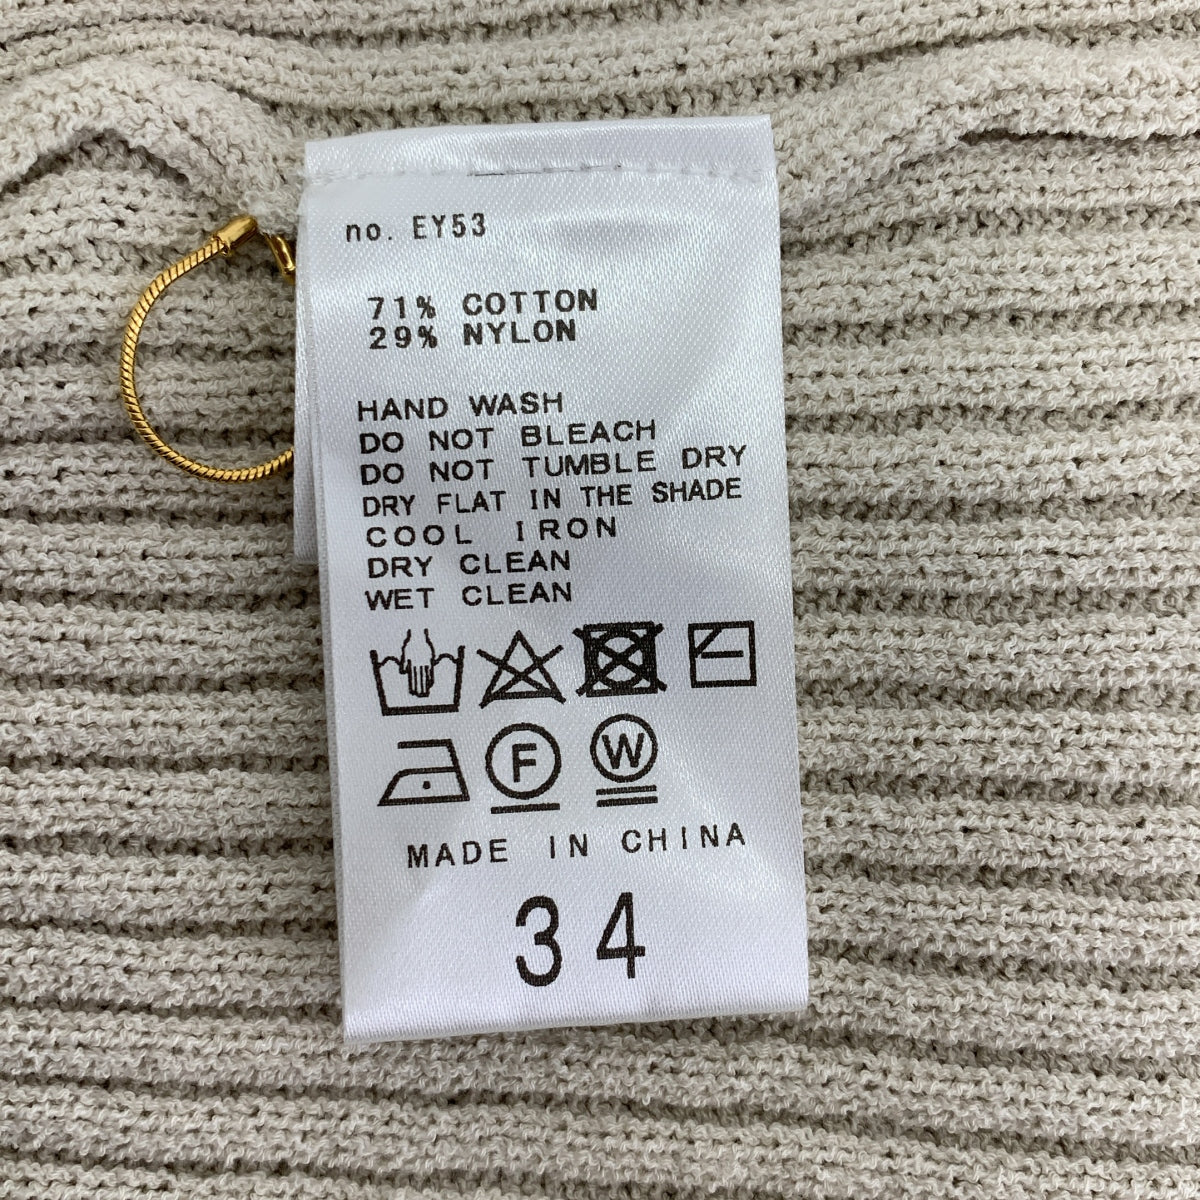 no. EY53
71% COTTON
29% NYLON
HAND WASH
DO NOT BLEACH
DO NOT TUMBLE DRY
DRY FLAT IN THE SHADE
COOL IRON
DRY CLEAN
WET CLEAN
F W
MADE IN CHINA
34